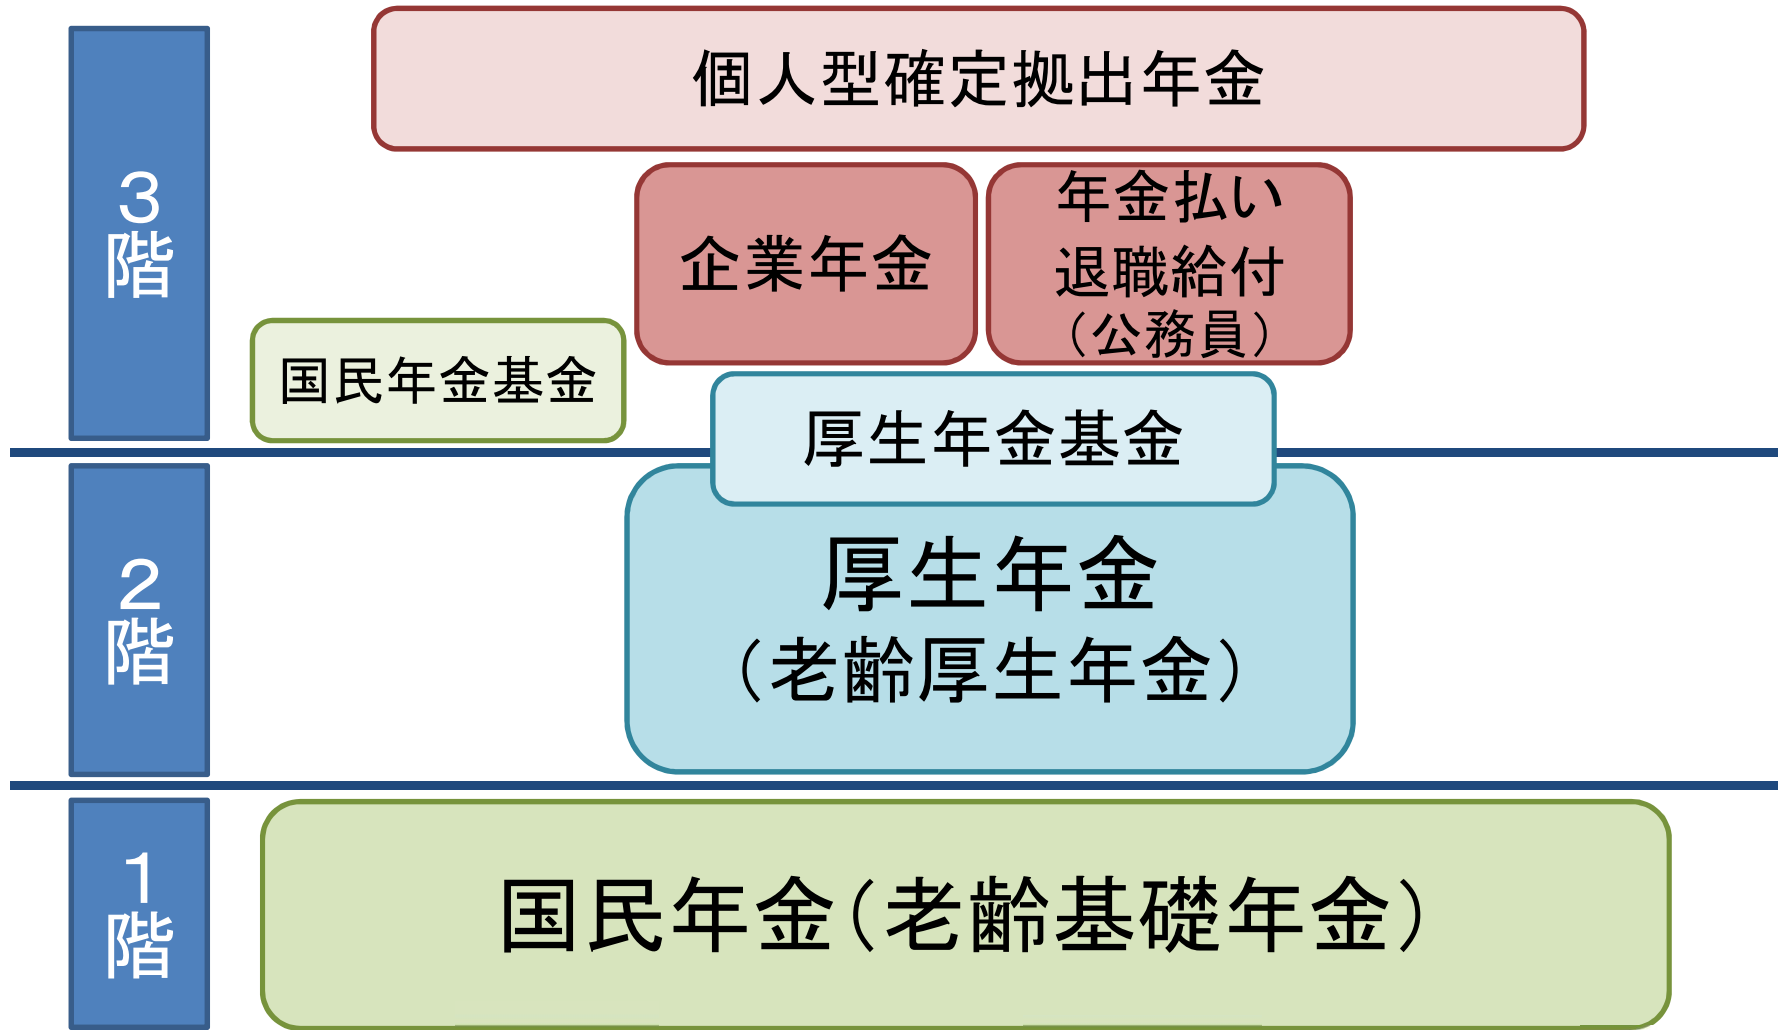 3階
個人型確定拠出年金
企業年金
年金払い
退職給付
（公務員）
国民年金基金
厚生年金基金
2階
厚生年金
（老齢厚生年金）
1階
国民年金（老齢基礎年金）